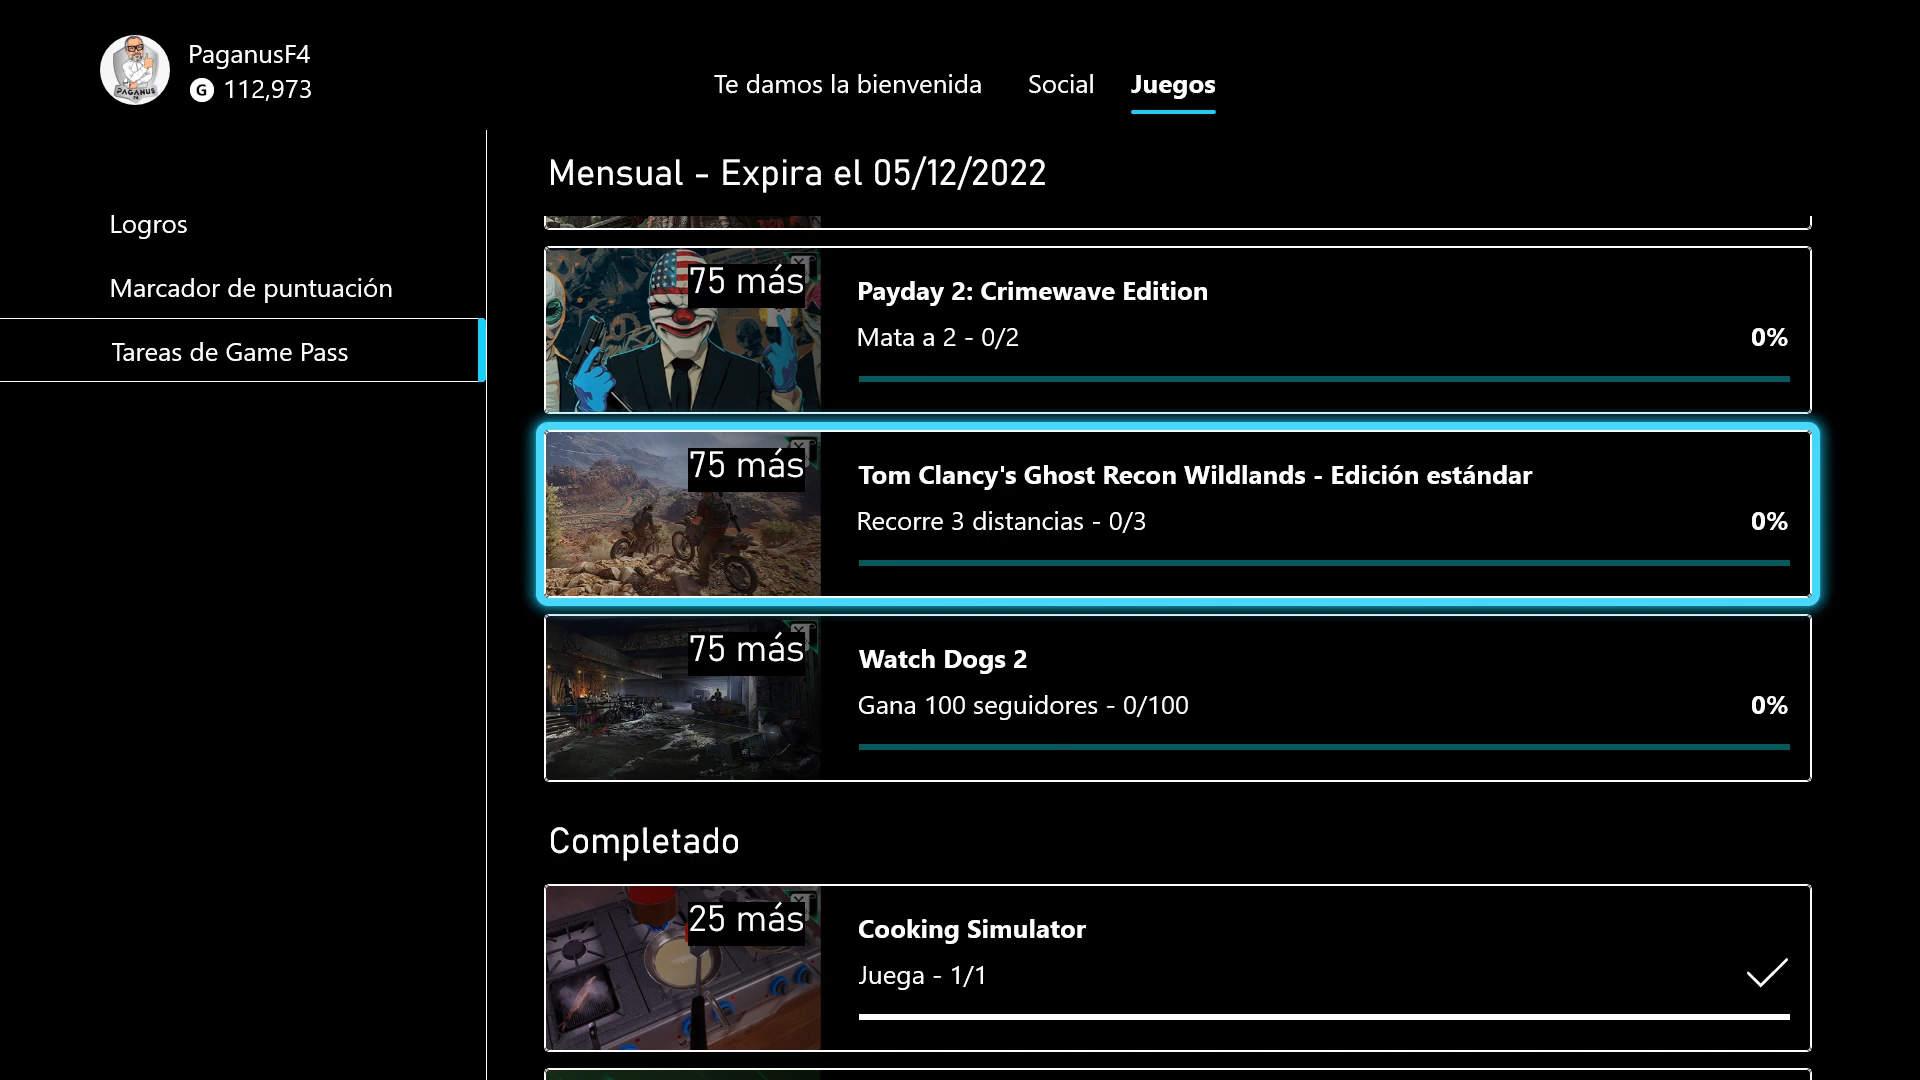 PaganusF4
G 112,973
PAGANUS
Te damos la bienvenida
Social
Juegos
Logros
Marcador de puntuación
Tareas de Game Pass
Mensual - Expira el 05/12/2022
75 más
Payday 2: Crimewave Edition
Mata a 2 - 0/2
0%
75 más
Tom Clancy's Ghost Recon Wildlands - Edición estándar
Recorre 3 distancias - 0/3
0%
75 más
Watch Dogs 2
Gana 100 seguidores - 0/100
0%
Completado
25 más
Cooking Simulator
Juega - 1/1